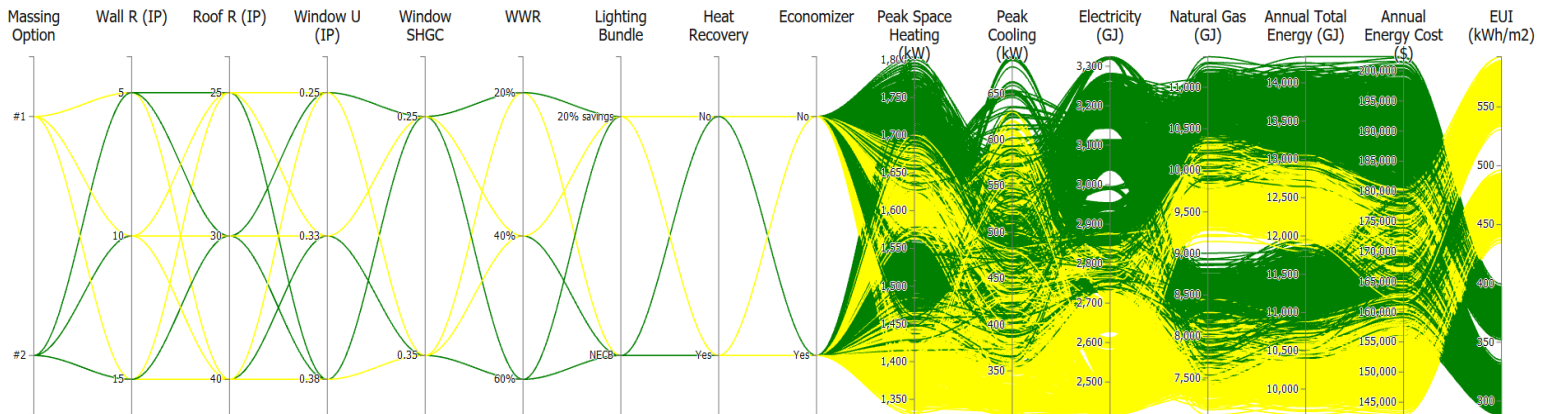 Massing
Option
Wall R (IP)
Roof R (IP)
Window U
(IP)
Window
SHGC
WWR
Lighting
Bundle
Heat
Recovery
Economizer
Peak Space
Heating
(kW)
Peak
Cooling
(kW)
Electricity
(GJ)
Natural Gas
(GJ)
Annual Total
Energy (GJ)
Annual
Energy Cost
($)
EUI
(kWh/m2)
#1
#2
5
10
15
25
30
40
0.25
0.33
0.38
0.25
0.35
20%
40%
60%
20% savings
NECB
No
Yes
No
Yes
1,800
1,750
1,700
1,650
1,600
1,550
1,500
1,450
1,400
1,350
650
600
550
500
450
400
350
3,300
3,200
3,100
3,000
2,900
2,800
2,700
2,600
2,500
11,000
10,500
10,000
9,500
9,000
8,500
8,000
7,500
14,000
13,500
13,000
12,500
12,000
11,500
11,000
10,500
10,000
200,000
195,000
190,000
185,000
180,000
175,000
170,000
165,000
160,000
155,000
150,000
145,000
550
500
450
400
350
300